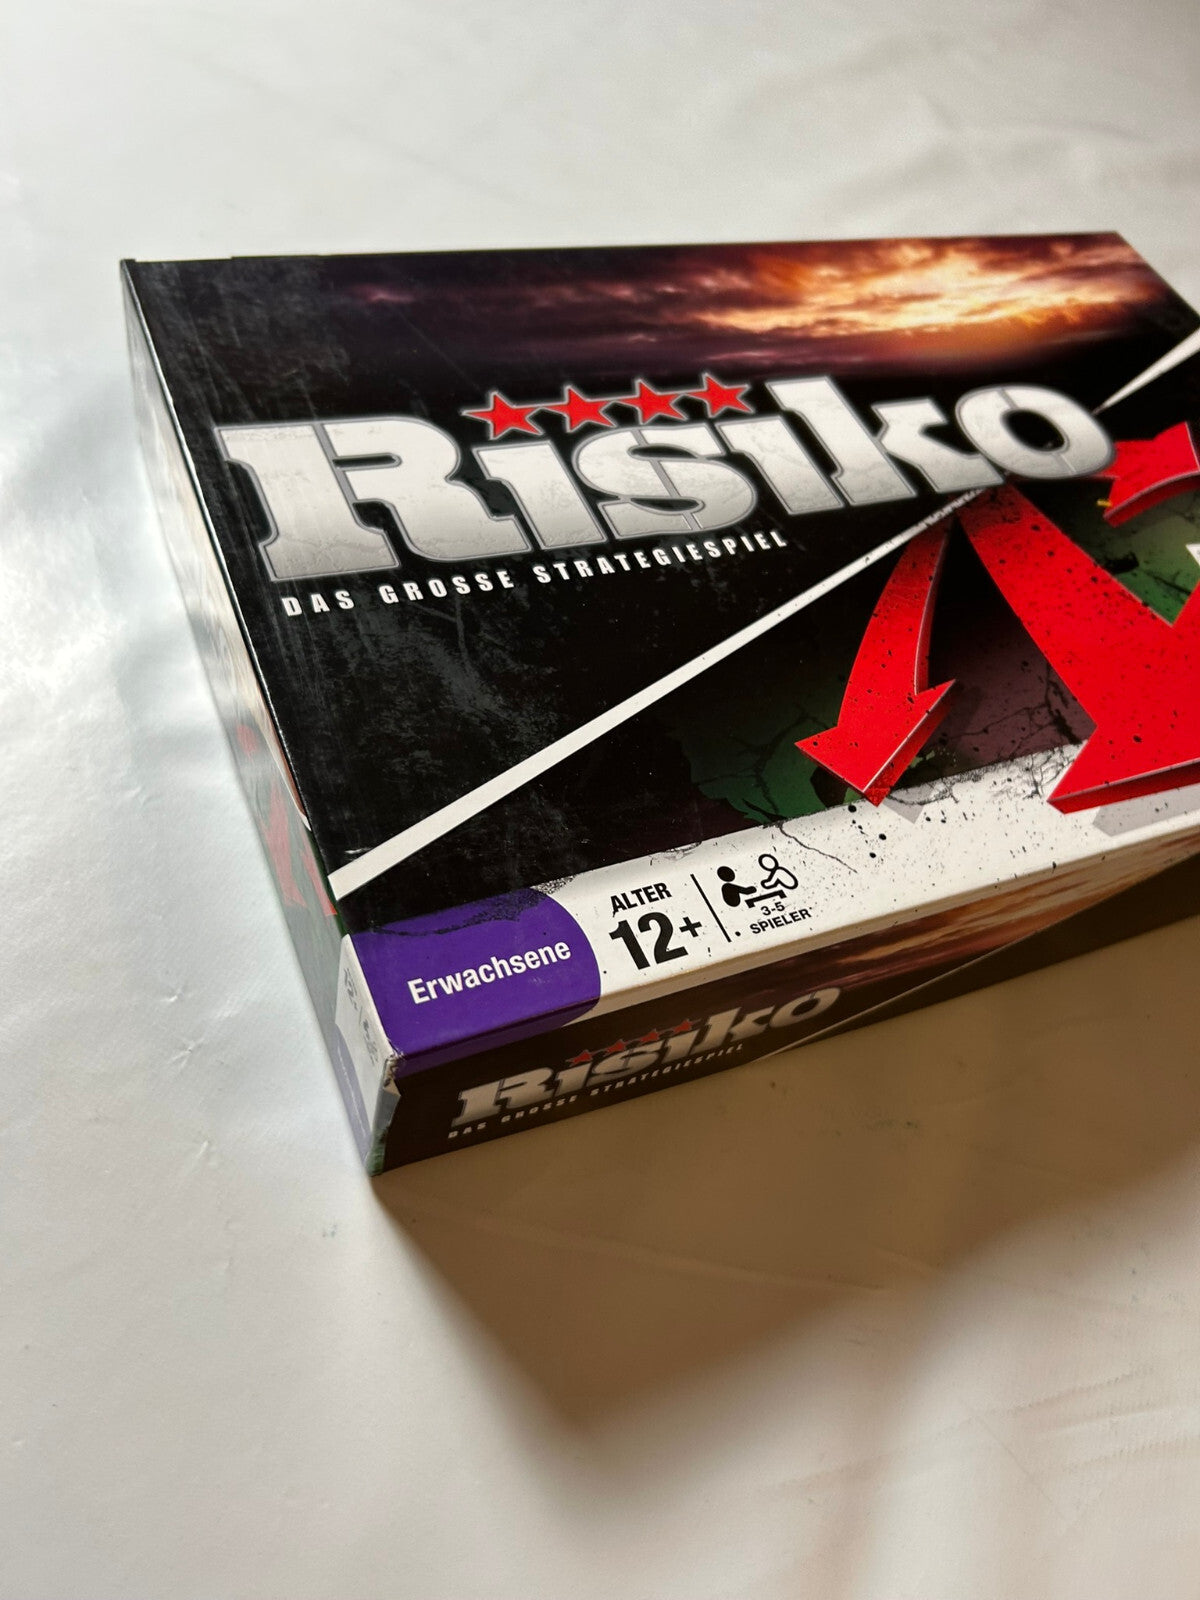 Risiko
DAS GROSSE STRATEGIESPIEL
Erwachsene
ALTER
12+
3-5
SPIELER
Risiko
DAS GROSSE STRATEGIESPIEL